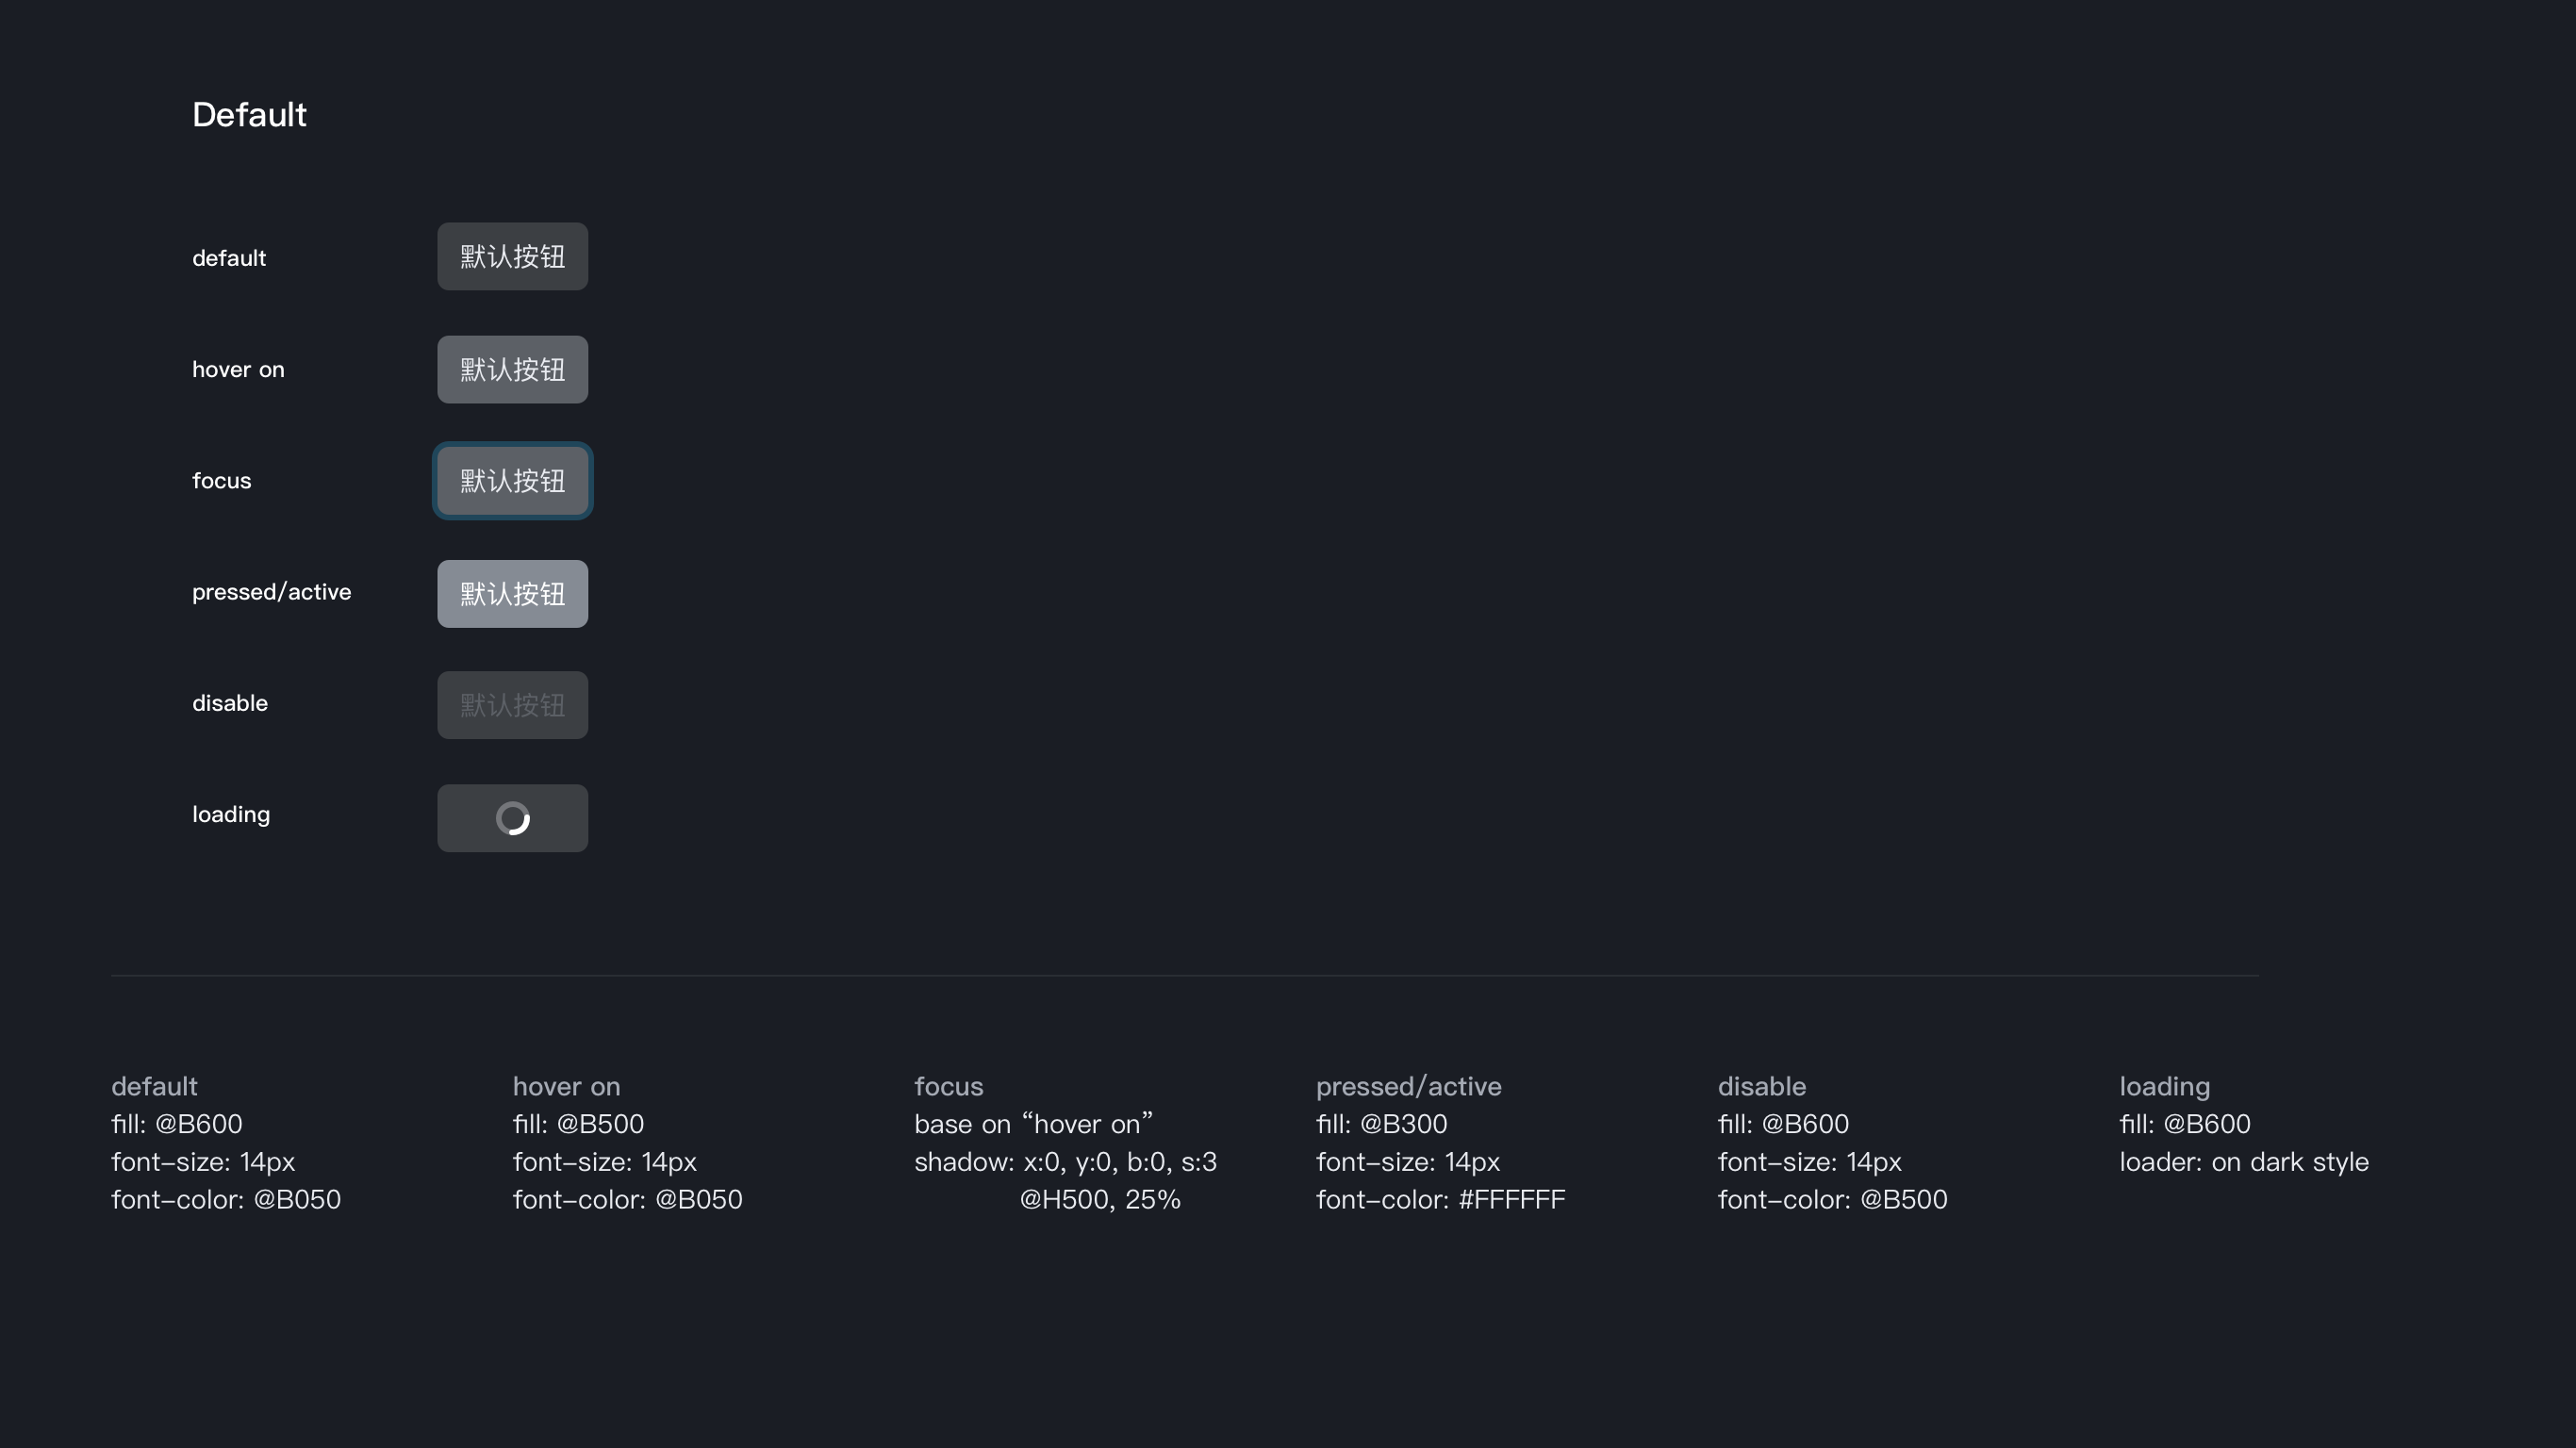 Default
default
默认按钮
hover on
默认按钮
focus
默认按钮
pressed/active
默认按钮
disable
默认按钮
loading
default
fill: @B600
font-size: 14px
font-color: @B050
hover on
fill: @B500
font-size: 14px
font-color: @B050
focus
base on “hover on”
shadow: x:0, y:0, b:0, s:3
@H500, 25%
pressed/active
fill: @B300
font-size: 14px
font-color: #FFFFFF
disable
fill: @B600
font-size: 14px
font-color: @B500
loading
fill: @B600
loader: on dark style